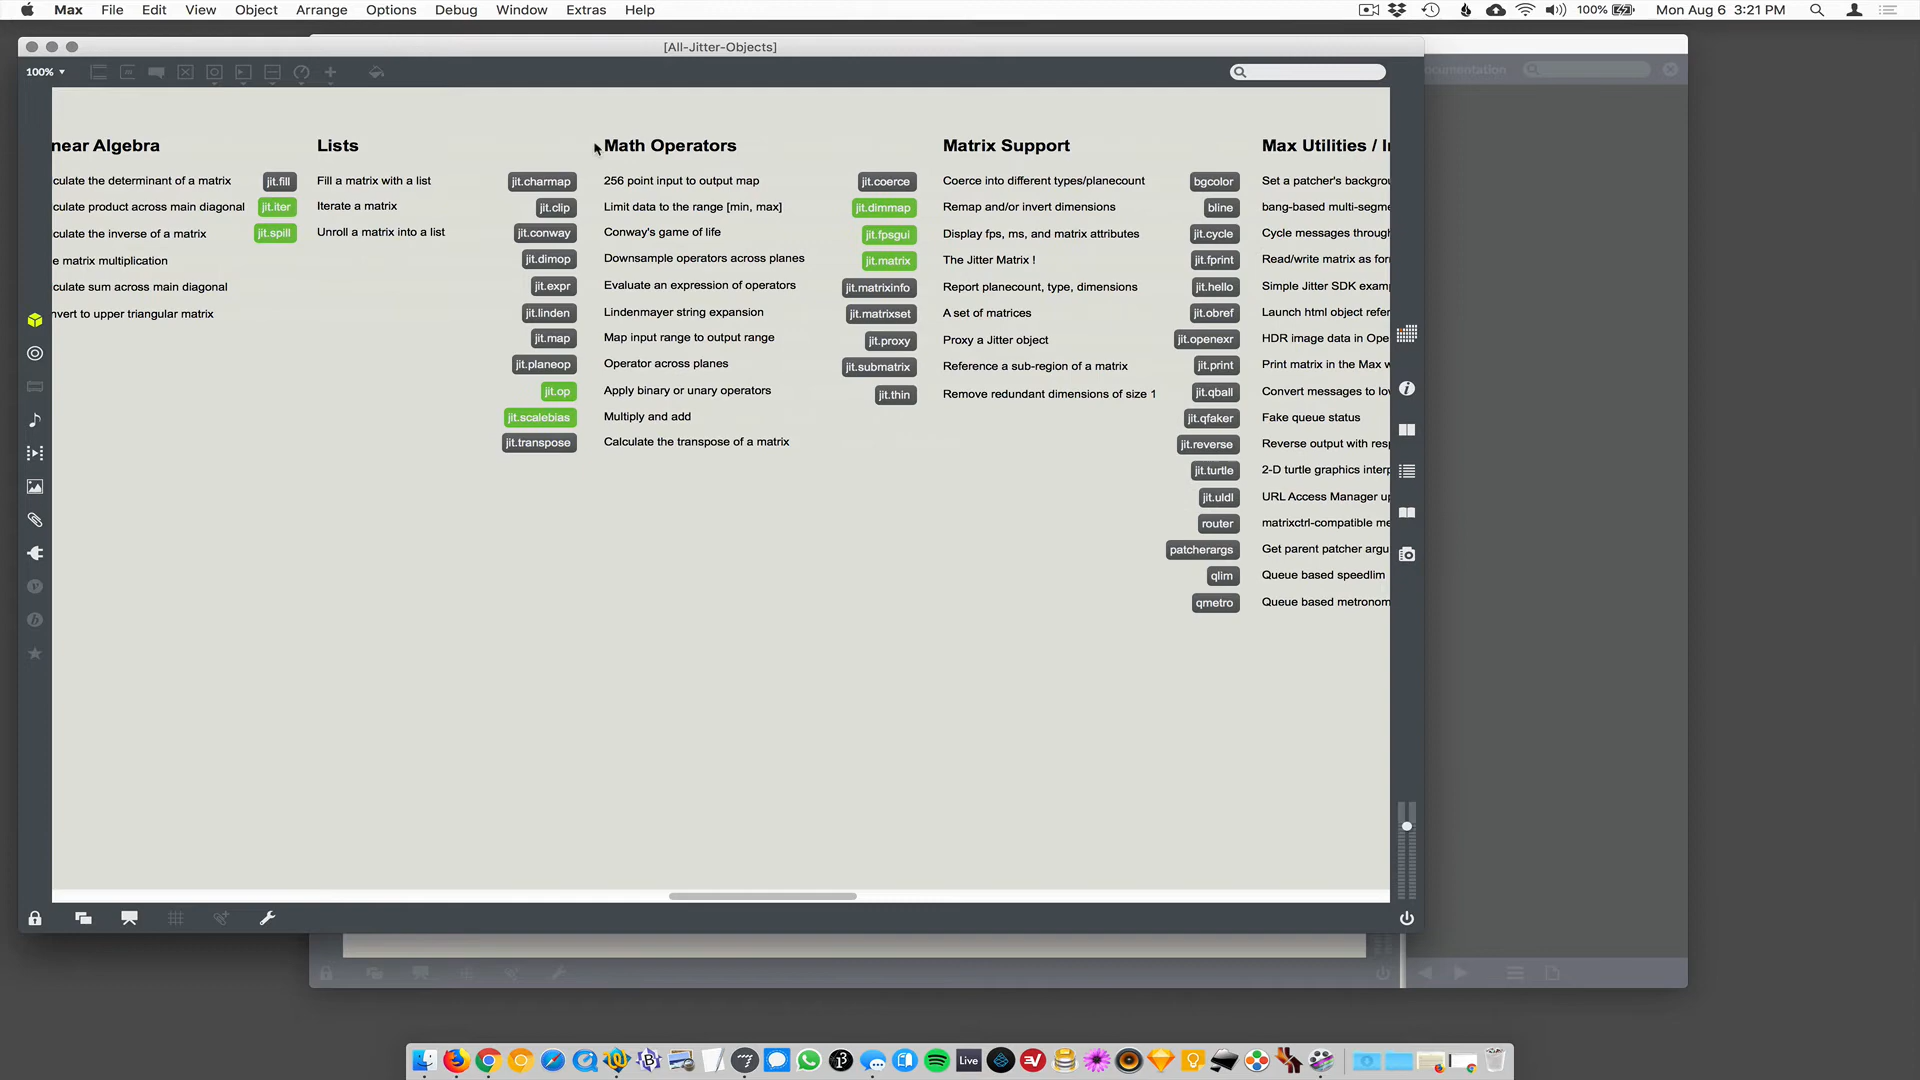 Max File Edit View Object Arrange Options Debug Window Extras Help 100% Mon Aug 6 3:21 PM
[All-Jitter-Objects]
100%
near Algebra
culate the determinant of a matrix
culate product across main diagonal
culate the inverse of a matrix
e matrix multiplication
culate sum across main diagonal
nvert to upper triangular matrix
Lists
jit.fill Fill a matrix with a list
jit.iter Iterate a matrix
jit.spill Unroll a matrix into a list
Math Operators
jit.charmap 256 point input to output map
jit.clip Limit data to the range [min, max]
jit.conway Conway's game of life
jit.dimop Downsample operators across planes
jit.expr Evaluate an expression of operators
jit.linden Lindenmayer string expansion
jit.map Map input range to output range
jit.planeop Operator across planes
jit.op Apply binary or unary operators
jit.scalebias Multiply and add
jit.transpose Calculate the transpose of a matrix
Matrix Support
jit.coerce Coerce into different types/planecount
jit.dimmap Remap and/or invert dimensions
jit.fpsgui Display fps, ms, and matrix attributes
jit.matrix The Jitter Matrix !
jit.matrixinfo Report planecount, type, dimensions
jit.matrixset A set of matrices
jit.proxy Proxy a Jitter object
jit.submatrix Reference a sub-region of a matrix
jit.thin Remove redundant dimensions of size 1
Max Utilities / I
bgcolor Set a patcher's backgrou
bline bang-based multi-segme
jit.cycle Cycle messages through
jit.fprint Read/write matrix as for
jit.hello Simple Jitter SDK examp
jit.obref Launch html object refer
jit.openexr HDR image data in Ope
jit.print Print matrix in the Max w
jit.qball Convert messages to lo
jit.qfaker Fake queue status
jit.reverse Reverse output with resp
jit.turtle 2-D turtle graphics interp
jit.uldl URL Access Manager up
router matrixctrl-compatible me
patcherargs Get parent patcher argu
qlim Queue based speedlim
qmetro Queue based metronom
ocumentation
Live